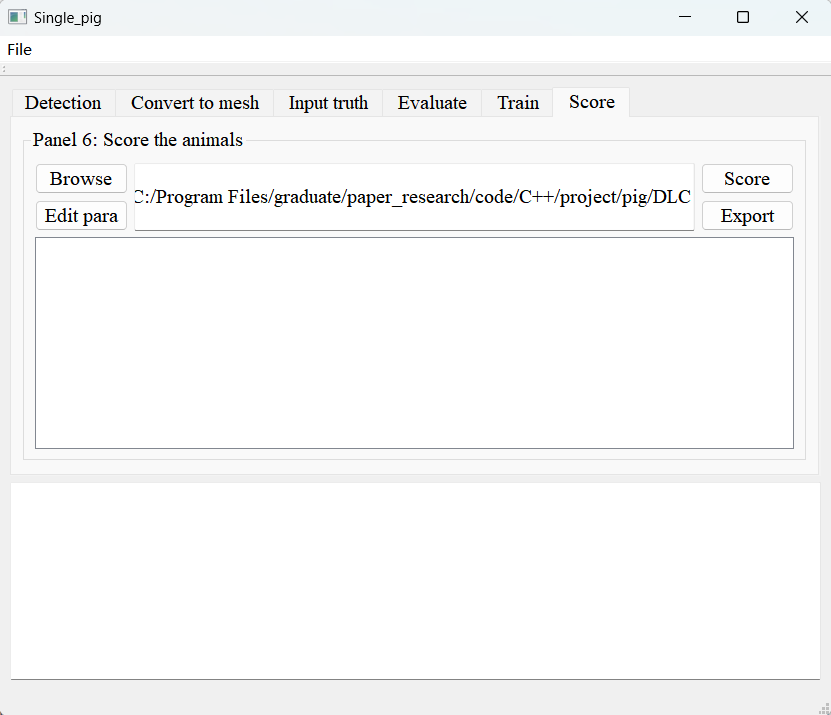 Single_pig
File
Detection Convert to mesh Input truth Evaluate Train Score
Panel 6: Score the animals
Browse C:/Program Files/graduate/paper_research/code/C++/project/pig/DLC Score
Edit para Export